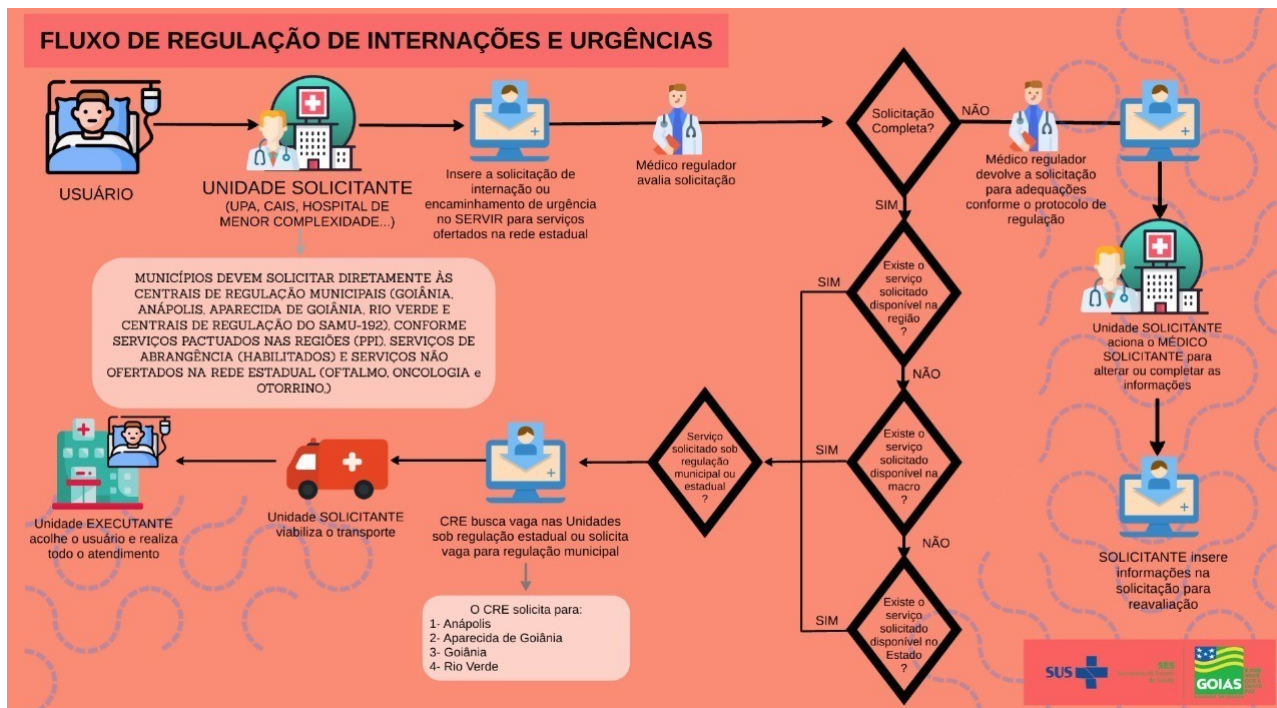 FLUXO DE REGULAÇÃO DE INTERNAÇÕES E URGÊNCIAS
USUÁRIO
UNIDADE SOLICITANTE
(UPA, CAIS, HOSPITAL DE
MENOR COMPLEXIDADE...)
Insere a solicitação de
internação ou
encaminhamento de urgência
no SERVIR para serviços
ofertados na rede estadual
Médico regulador
avalia solicitação
Solicitação
Completa?
NÃO
SIM
Médico regulador
devolve a solicitação
para adequações
conforme o protocolo de
regulação
Unidade SOLICITANTE
aciona o MÉDICO
SOLICITANTE para
alterar ou completar as
informações
SOLICITANTE insere
informações na
solicitação para
reavaliação
MUNICÍPIOS DEVEM SOLICITAR DIRETAMENTE ÀS
CENTRAIS DE REGULAÇÃO MUNICIPAIS (GOIÂNIA,
ANÁPOLIS, APARECIDA DE GOIÂNIA, RIO VERDE E
CENTRAIS DE REGULAÇÃO DO SAMU-192), CONFORME
SERVIÇOS PACTUADOS NAS REGIÕES (PPI), SERVIÇOS DE
ABRANGÊNCIA (HABILITADOS) E SERVIÇOS NÃO
OFERTADOS NA REDE ESTADUAL (OFTALMO, ONCOLOGIA e
OTORRINO,)
Existe o
serviço
solicitado
disponível na
região
?
SIM
NÃO
Existe o
serviço
solicitado
disponível na
macro
?
SIM
NÃO
Existe o
serviço
solicitado
disponível no
Estado
?
SIM
Serviço
solicitado sob
regulação
municipal ou
estadual
?
CRE busca vaga nas Unidades
sob regulação estadual ou solicita
vaga para regulação municipal
O CRE solicita para:
1- Anápolis
2- Aparecida de Goiânia
3- Goiânia
4- Rio Verde
Unidade SOLICITANTE
viabiliza o transporte
Unidade EXECUTANTE
acolhe o usuário e realiza
todo o atendimento
SUS
SES
GOIÁS